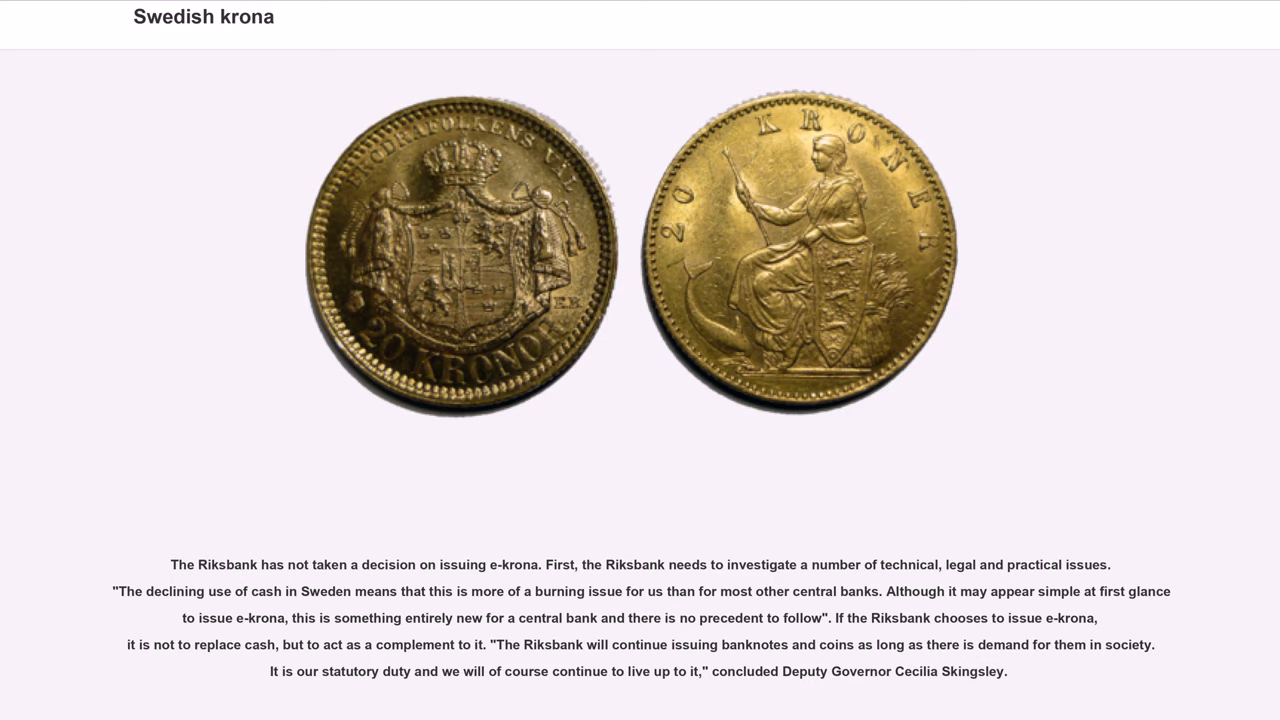 Swedish krona
BRODRAFOLKENS VÄL
E.B.
20 KRONOR
20 KRONER
The Riksbank has not taken a decision on issuing e-krona. First, the Riksbank needs to investigate a number of technical, legal and practical issues.
"The declining use of cash in Sweden means that this is more of a burning issue for us than for most other central banks. Although it may appear simple at first glance
to issue e-krona, this is something entirely new for a central bank and there is no precedent to follow". If the Riksbank chooses to issue e-krona,
it is not to replace cash, but to act as a complement to it. "The Riksbank will continue issuing banknotes and coins as long as there is demand for them in society.
It is our statutory duty and we will of course continue to live up to it," concluded Deputy Governor Cecilia Skingsley.